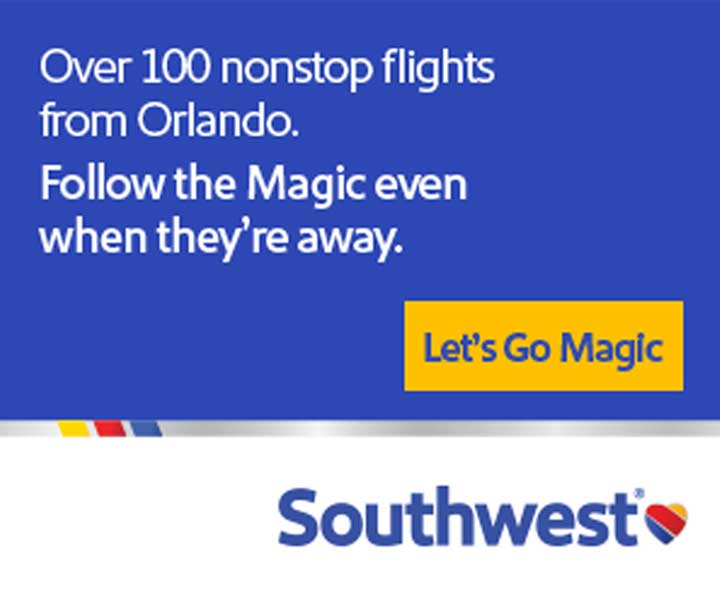 Over 100 nonstop flights
from Orlando.
Follow the Magic even
when they're away.
Let's Go Magic
Southwest®